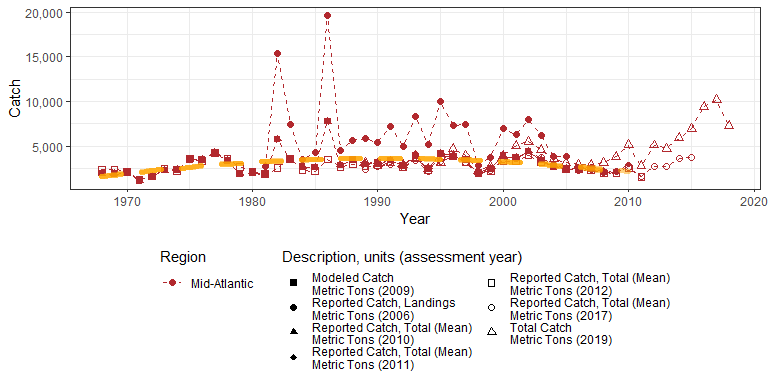 20,000
15,000
10,000
5,000
Catch
1970 1980 1990 2000 2010 2020
Year
Region
Mid-Atlantic
Description, units (assessment year)
Modeled Catch
Metric Tons (2009)
Reported Catch, Landings
Metric Tons (2006)
Reported Catch, Total (Mean)
Metric Tons (2010)
Reported Catch, Total (Mean)
Metric Tons (2011)
Reported Catch, Total (Mean)
Metric Tons (2012)
Reported Catch, Total (Mean)
Metric Tons (2017)
Total Catch
Metric Tons (2019)